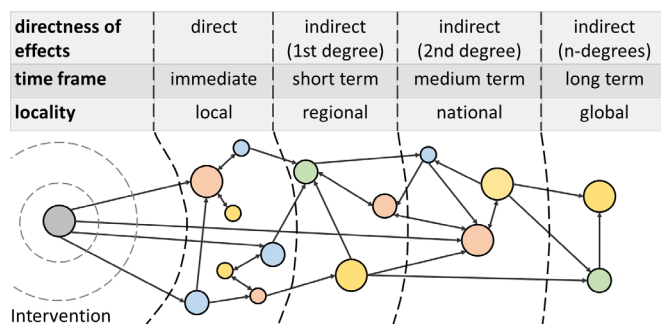 directness of effects direct indirect (1st degree) indirect (2nd degree) indirect (n-degrees)
time frame immediate short term medium term long term
locality local regional national global
Intervention